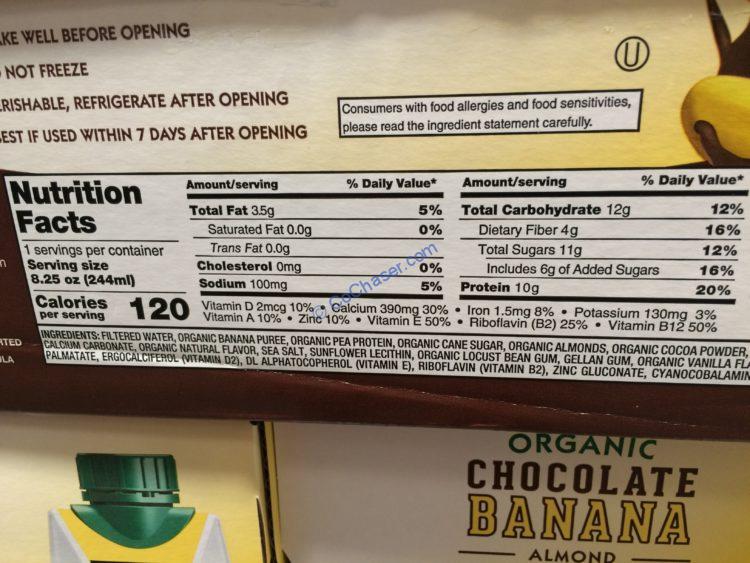 AKE WELL BEFORE OPENING
NOT FREEZE
ERISHABLE, REFRIGERATE AFTER OPENING
BEST IF USED WITHIN 7 DAYS AFTER OPENING
U
Consumers with food allergies and food sensitivities,
please read the ingredient statement carefully.
Nutrition
Facts
1 servings per container
Serving size
8.25 oz (244ml)
Calories
per serving
120
Amount/serving % Daily Value*
Total Fat 3.5g 5%
Saturated Fat 0.0g 0%
Trans Fat 0.0g
Cholesterol 0mg 0%
Sodium 100mg 5%
Amount/serving % Daily Value*
Total Carbohydrate 12g 12%
Dietary Fiber 4g 16%
Total Sugars 11g 12%
Includes 6g of Added Sugars 16%
Protein 10g 20%
Vitamin D 2mcg 10% • Calcium 390mg 30% • Iron 1.5mg 8% • Potassium 130mg 3%
Vitamin A 10% • Zinc 10% • Vitamin E 50% • Riboflavin (B2) 25% • Vitamin B12 50%
© CoChaser.com
INGREDIENTS: FILTERED WATER, ORGANIC BANANA PUREE, ORGANIC PEA PROTEIN, ORGANIC CANE SUGAR, ORGANIC ALMONDS, ORGANIC COCOA POWDER,
CALCIUM CARBONATE, ORGANIC NATURAL FLAVOR, SEA SALT, SUNFLOWER LECITHIN, ORGANIC LOCUST BEAN GUM, GELLAN GUM, ORGANIC VANILLA FLA
PALMATATE, ERGOCALCIFEROL (VITAMIN D2), DL ALPHATOCOPHEROL (VITAMIN E), RIBOFLAVIN (VITAMIN B2), ZINC GLUCONATE, CYANOCOBALAMIN
ORGANIC
CHOCOLATE
BANANA
ALMOND